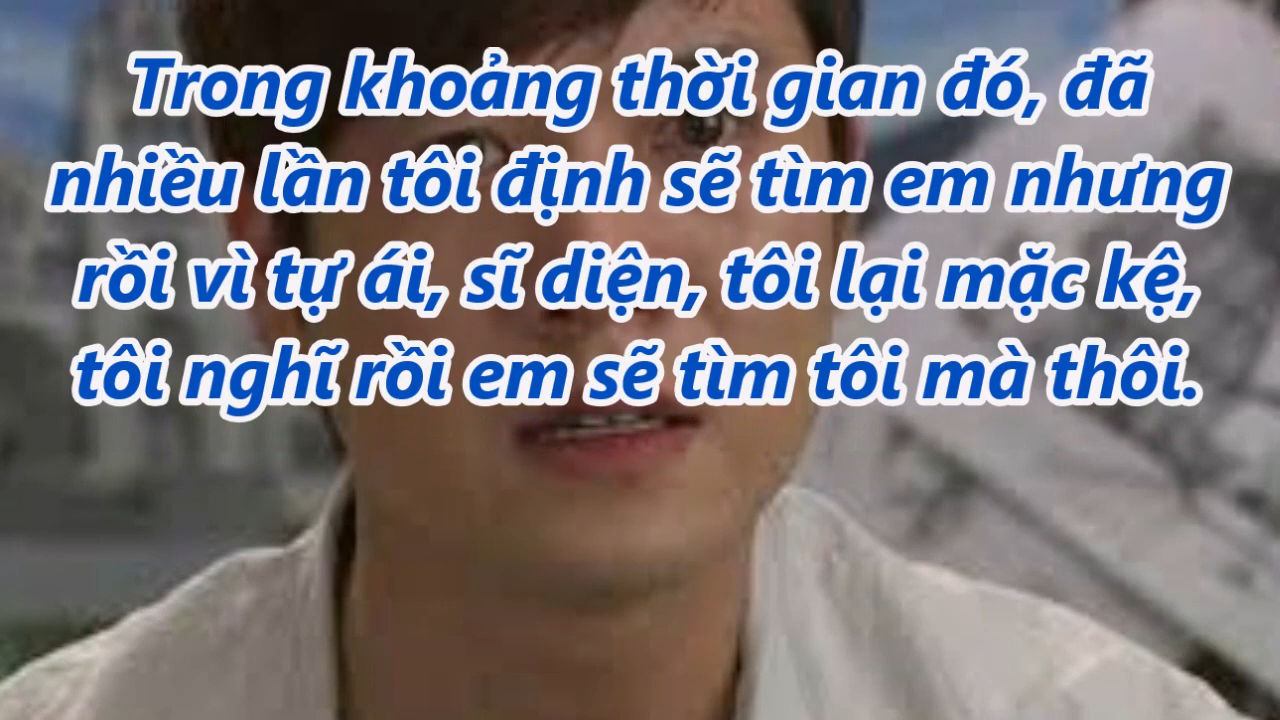 Trong khoảng thời gian đó, đã
nhiều lần tôi định sẽ tìm em nhưng
rồi vì tự ái, sĩ diện, tôi lại mặc kệ,
tôi nghĩ rồi em sẽ tìm tôi mà thôi.